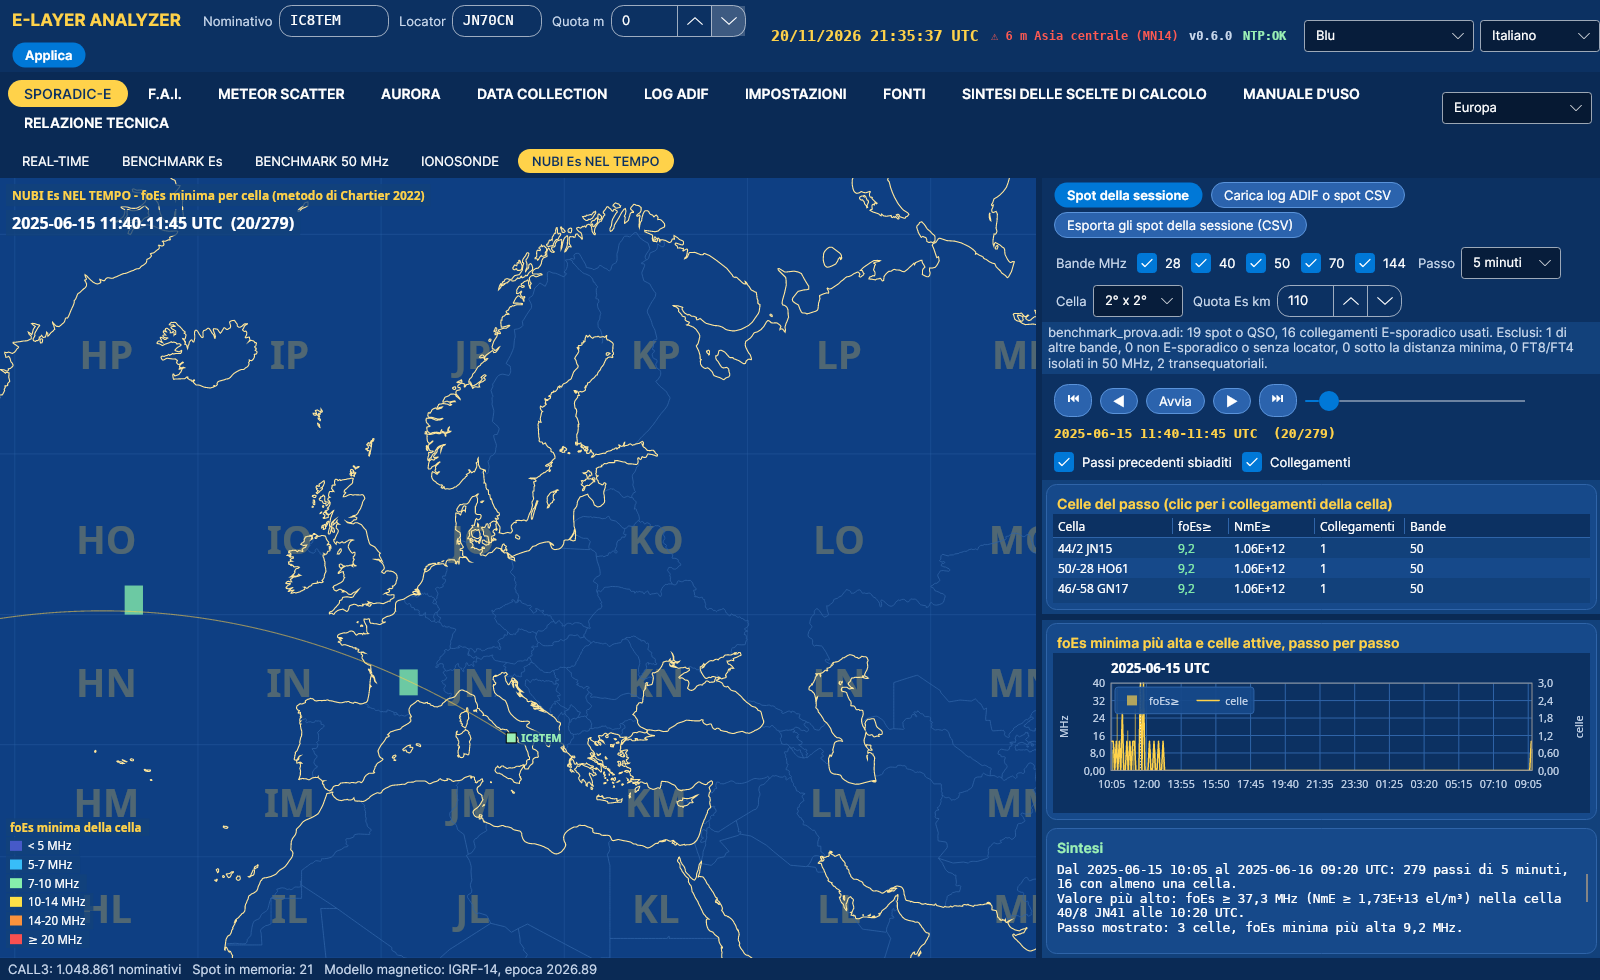 E-LAYER ANALYZER
Nominativo IC8TEM Locator JN70CN Quota m 0
20/11/2026 21:35:37 UTC ⚠ 6 m Asia centrale (MN14) v0.6.0 NTP:OK Blu Italiano
Applica
SPORADIC-E F.A.I. METEOR SCATTER AURORA DATA COLLECTION LOG ADIF IMPOSTAZIONI FONTI SINTESI DELLE SCELTE DI CALCOLO MANUALE D'USO
RELAZIONE TECNICA
Europa
REAL-TIME BENCHMARK Es BENCHMARK 50 MHz IONOSONDE NUBI Es NEL TEMPO
NUBI Es NEL TEMPO - foEs minima per cella (metodo di Chartier 2022)
2025-06-15 11:40-11:45 UTC (20/279)
HP IP JP KP LP M
HO IO JO KO LO MO
HN IN JN KN LN M
IC8TEM
HM IM JM KM LM M
HL IL JL KL LL M
foEs minima della cella
< 5 MHz
5-7 MHz
7-10 MHz
10-14 MHz
14-20 MHz
≥ 20 MHz
Spot della sessione Carica log ADIF o spot CSV
Esporta gli spot della sessione (CSV)
Bande MHz 28 40 50 70 144 Passo 5 minuti
Cella 2° x 2° Quota Es km 110
benchmark_prova.adi: 19 spot o QSO, 16 collegamenti E-sporadico usati. Esclusi: 1 di
altre bande, 0 non E-sporadico o senza locator, 0 sotto la distanza minima, 0 FT8/FT4
isolati in 50 MHz, 2 transequatoriali.
⏮ ◀ Avvia ▶ ⏭
2025-06-15 11:40-11:45 UTC (20/279)
Passi precedenti sbiaditi Collegamenti
Celle del passo (clic per i collegamenti della cella)
Cella foEs≥ NmE≥ Collegamenti Bande
44/2 JN15 9,2 1.06E+12 1 50
50/-28 HO61 9,2 1.06E+12 1 50
46/-58 GN17 9,2 1.06E+12 1 50
foEs minima più alta e celle attive, passo per passo
2025-06-15 UTC
foEs≥ celle
MHz
40
32
24
16
8,0
0,00
3,0
2,4
1,8
1,2
0,60
0,00
celle
10:05 12:00 13:55 15:50 17:45 19:40 21:35 23:30 01:25 03:20 05:15 07:10 09:05
Sintesi
Dal 2025-06-15 10:05 al 2025-06-16 09:20 UTC: 279 passi di 5 minuti,
16 con almeno una cella.
Valore più alto: foEs ≥ 37,3 MHz (NmE ≥ 1,73E+13 el/m³) nella cella
40/8 JN41 alle 10:20 UTC.
Passo mostrato: 3 celle, foEs minima più alta 9,2 MHz.
CALL3: 1.048.861 nominativi Spot in memoria: 21 Modello magnetico: IGRF-14, epoca 2026.89